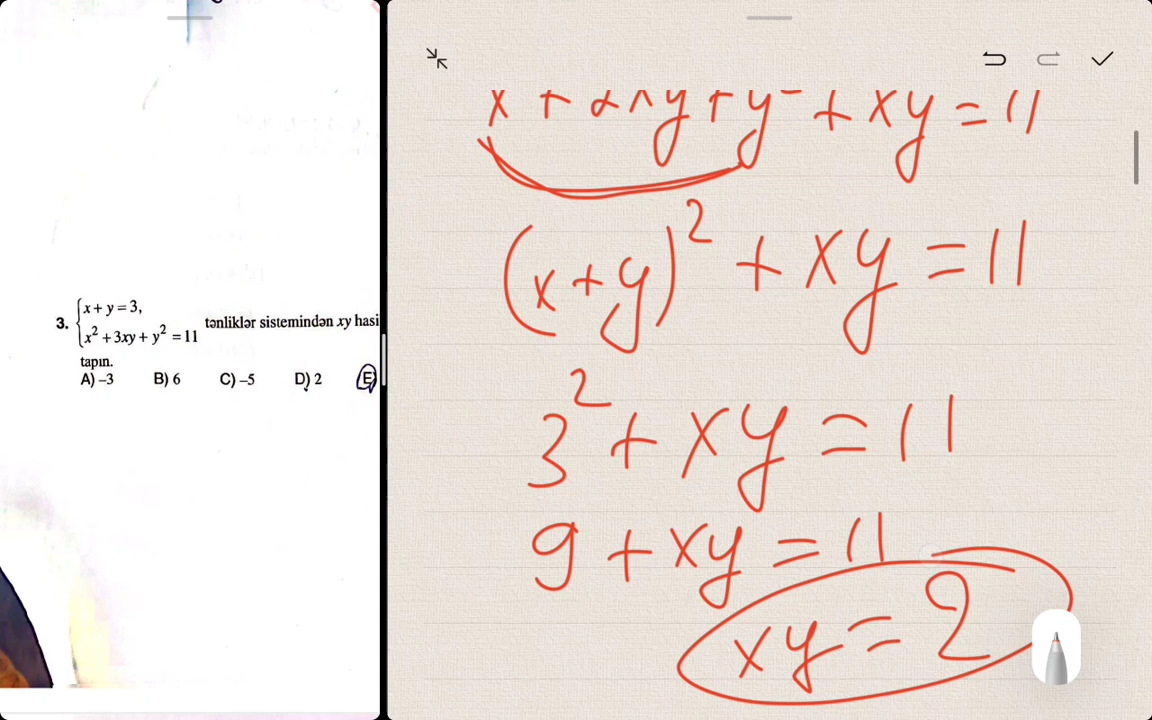 3. { x + y = 3,
x² + 3xy + y² = 11 tənliklər sistemindən xy hasi
tapın.
A) –3 B) 6 C) –5 D) 2 E
x + 2xy + y² + xy = 11
(x + y)² + xy = 11
3² + xy = 11
9 + xy = 11
xy = 2